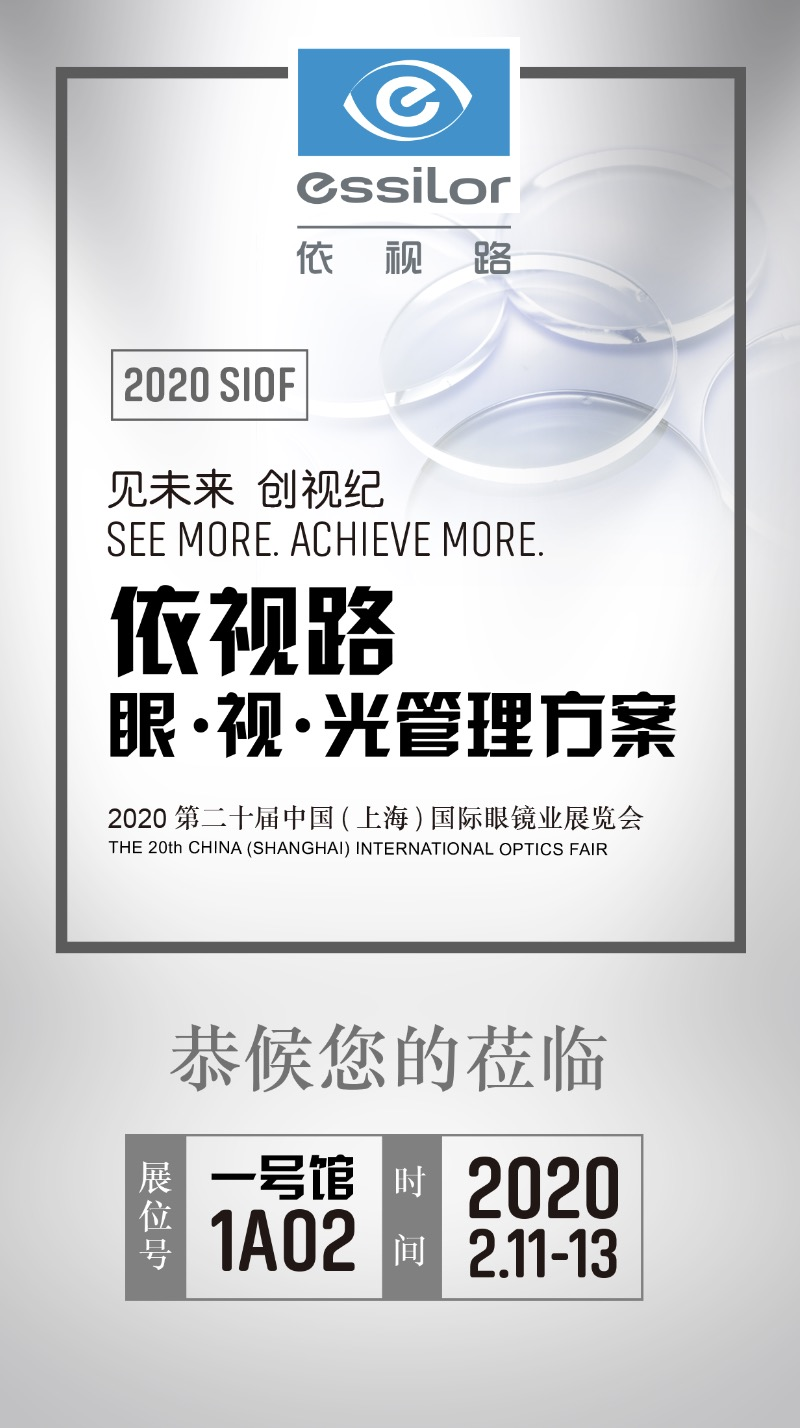 essilor
依视路
2020 SIOF
见未来 创视纪
SEE MORE. ACHIEVE MORE.
依视路
眼·视·光管理方案
2020 第二十届中国(上海)国际眼镜业展览会
THE 20th CHINA (SHANGHAI) INTERNATIONAL OPTICS FAIR
恭候您的莅临
展位号
一号馆
1A02
时间
2020
2.11-13